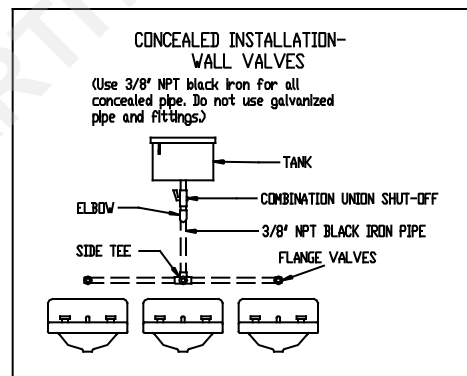 CONCEALED INSTALLATION-
WALL VALVES
(Use 3/8" NPT black iron for all
concealed pipe. Do not use galvanized
pipe and fittings.)
TANK
COMBINATION UNION SHUT-OFF
ELBOW
3/8" NPT BLACK IRON PIPE
SIDE TEE
FLANGE VALVES